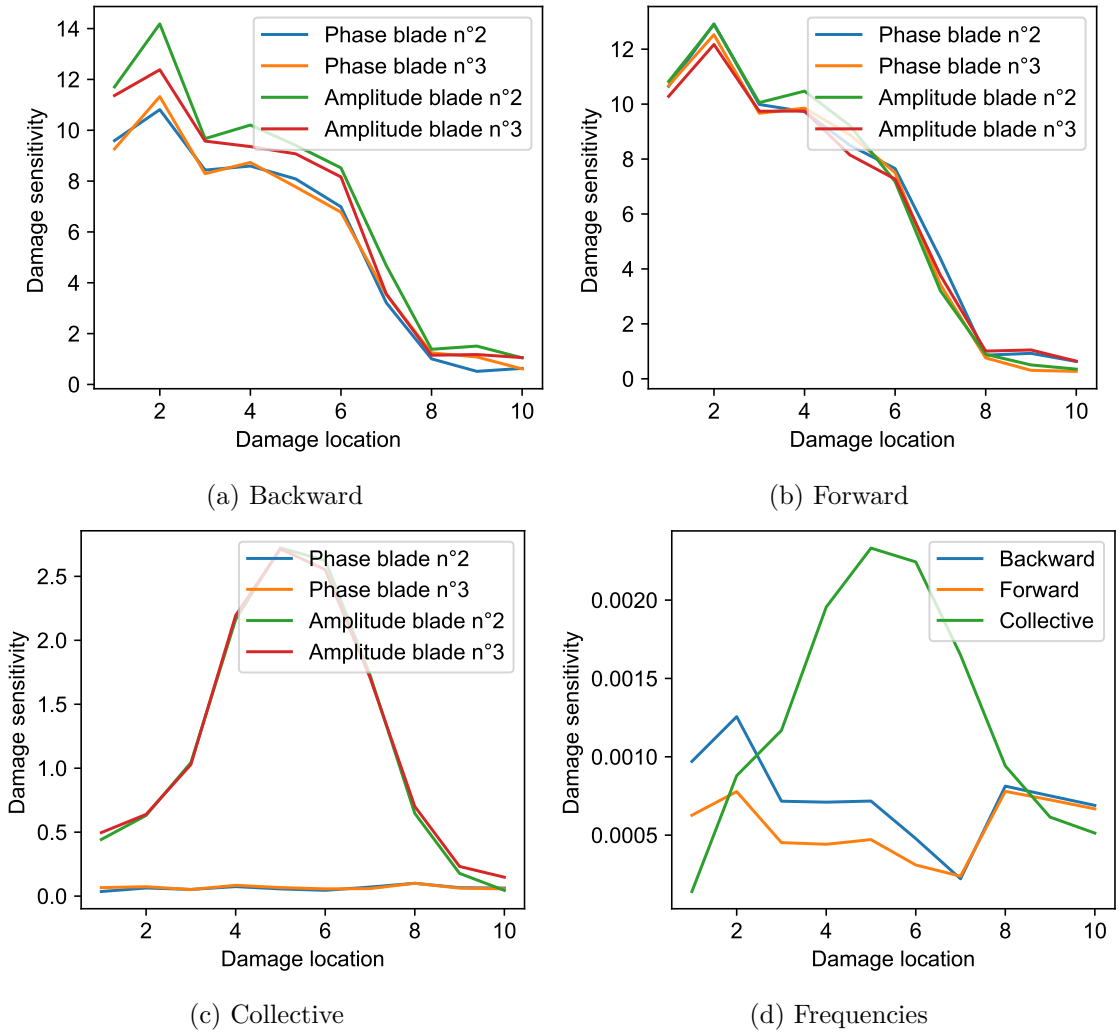 Damage sensitivity
14
12
10
8
6
4
2
0
Phase blade n°2
Phase blade n°3
Amplitude blade n°2
Amplitude blade n°3
2 4 6 8 10
Damage location
(a) Backward
Damage sensitivity
12
10
8
6
4
2
0
Phase blade n°2
Phase blade n°3
Amplitude blade n°2
Amplitude blade n°3
2 4 6 8 10
Damage location
(b) Forward
Damage sensitivity
2.5
2.0
1.5
1.0
0.5
0.0
Phase blade n°2
Phase blade n°3
Amplitude blade n°2
Amplitude blade n°3
2 4 6 8 10
Damage location
(c) Collective
Damage sensitivity
0.0020
0.0015
0.0010
0.0005
Backward
Forward
Collective
2 4 6 8 10
Damage location
(d) Frequencies